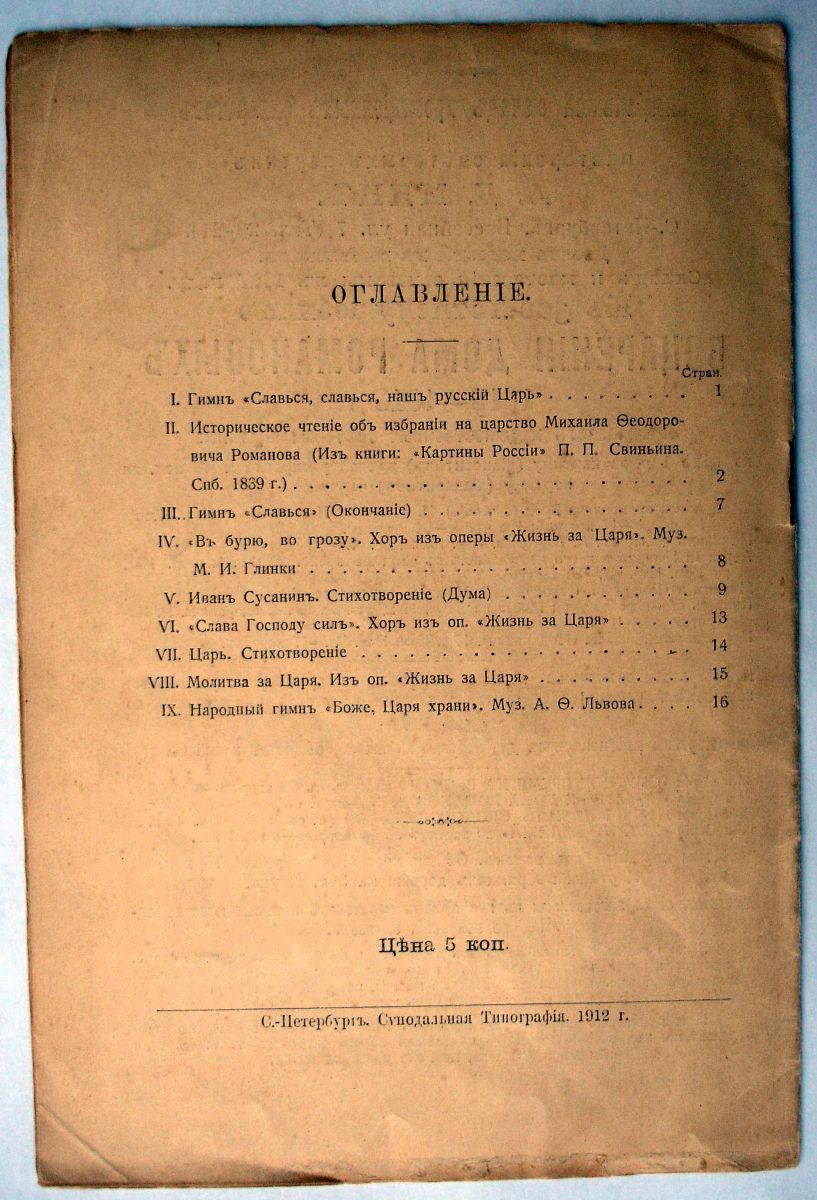 ОГЛАВЛЕНІЕ.
Стран.
I. Гимнъ «Славься, славься, нашъ русскій Царь» . . . . . . . . . 1
II. Историческое чтеніе объ избраніи на царство Михаила Ѳеодоро-
вича Романова (Изъ книги: «Картины Россіи» П. П. Свиньина.
Спб. 1839 г.) . . . . . . . . . . . . . . . . . . . . . . . . 2
III. Гимнъ «Славься» (Окончаніе) . . . . . . . . . . . . . . . . 7
IV. «Въ бурю, во грозу». Хоръ изъ оперы «Жизнь за Царя». Муз.
М. И. Глинки . . . . . . . . . . . . . . . . . . . . . . . 8
V. Иванъ Сусанинъ. Стихотвореніе (Дума) . . . . . . . . . . . . 9
VI. «Слава Господу силъ». Хоръ изъ оп. «Жизнь за Царя» . . . . . 13
VII. Царь. Стихотвореніе . . . . . . . . . . . . . . . . . . . . 14
VIII. Молитва за Царя. Изъ оп. «Жизнь за Царя» . . . . . . . . . . 15
IX. Народный гимнъ «Боже, Царя храни». Муз. А. Ѳ. Львова . . . . 16
Цѣна 5 коп.
С.-Петербургъ. Сѵнодальная Типографія. 1912 г.